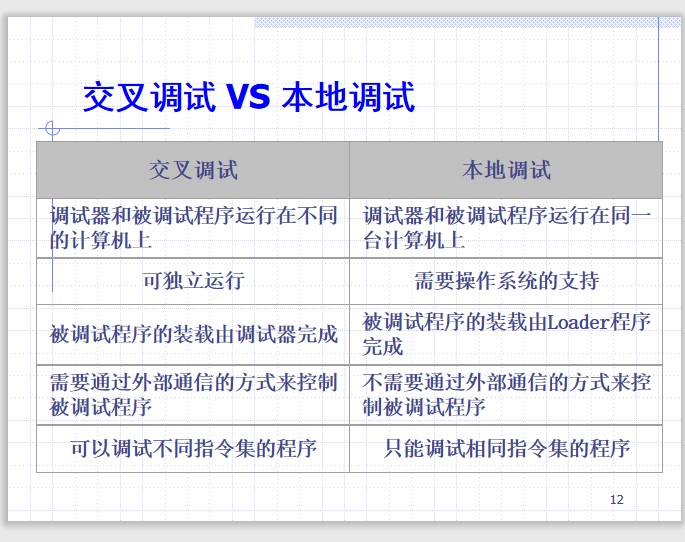 交叉调试 VS 本地调试
交叉调试
本地调试
调试器和被调试程序运行在不同
的计算机上
调试器和被调试程序运行在同一
台计算机上
可独立运行
需要操作系统的支持
被调试程序的装载由调试器完成
被调试程序的装载由Loader程序
完成
需要通过外部通信的方式来控制
被调试程序
不需要通过外部通信的方式来控
制被调试程序
可以调试不同指令集的程序
只能调试相同指令集的程序
12